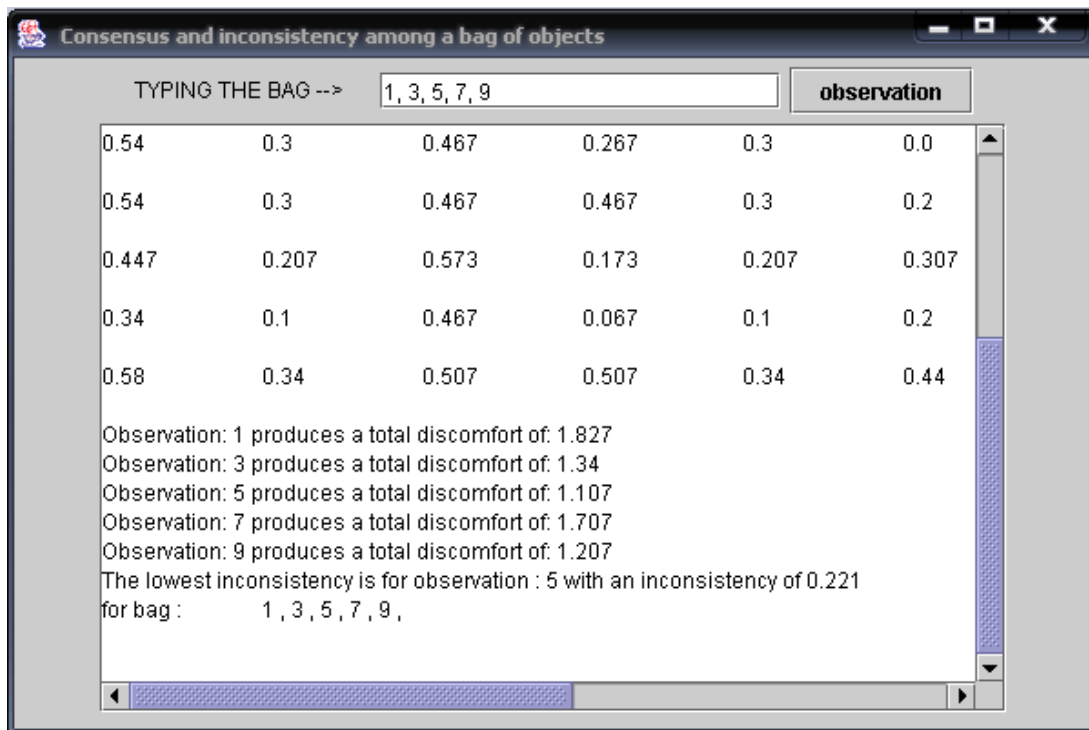 Consensus and inconsistency among a bag of objects
TYPING THE BAG --> 1, 3, 5, 7, 9 observation
0.54 0.3 0.467 0.267 0.3 0.0
0.54 0.3 0.467 0.467 0.3 0.2
0.447 0.207 0.573 0.173 0.207 0.307
0.34 0.1 0.467 0.067 0.1 0.2
0.58 0.34 0.507 0.507 0.34 0.44
Observation: 1 produces a total discomfort of: 1.827
Observation: 3 produces a total discomfort of: 1.34
Observation: 5 produces a total discomfort of: 1.107
Observation: 7 produces a total discomfort of: 1.707
Observation: 9 produces a total discomfort of: 1.207
The lowest inconsistency is for observation : 5 with an inconsistency of 0.221
for bag : 1 , 3 , 5 , 7 , 9 ,